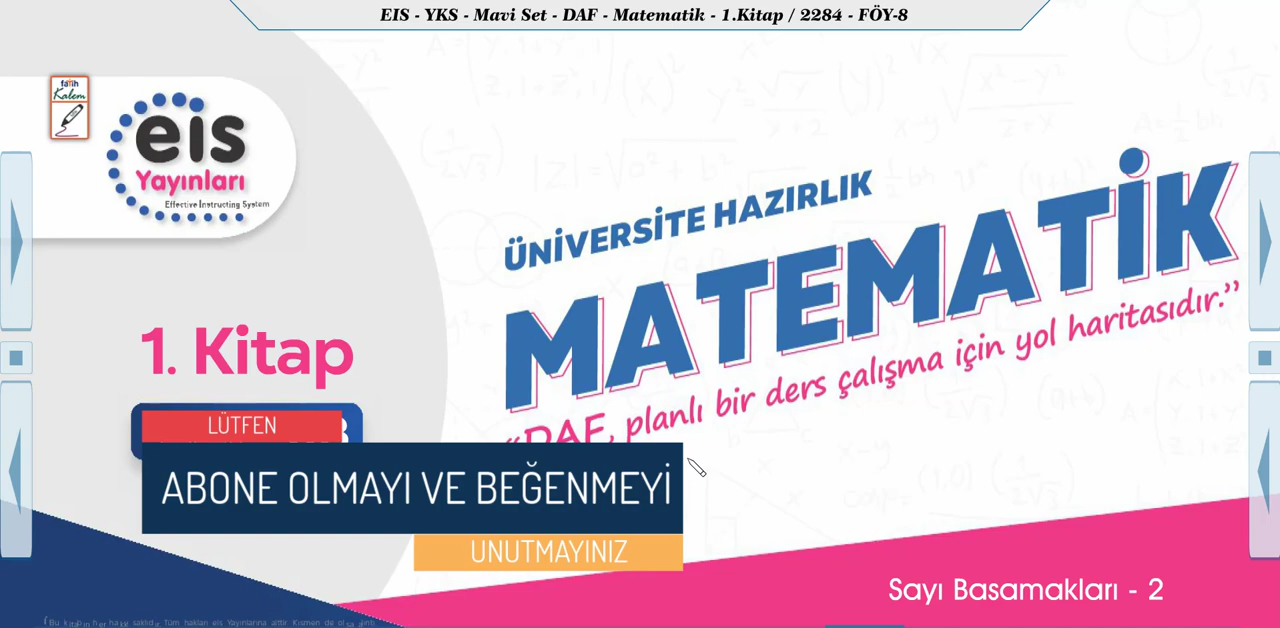 EIS - YKS - Mavi Set - DAF - Matematik - 1.Kitap / 2284 - FÖY-8
fatih
Kalem
eis
Yayınları
Effective Instructing System
ÜNİVERSİTE HAZIRLIK
MATEMATİK
“DAF, planlı bir ders çalışma için yol haritasıdır.”
1. Kitap
LÜTFEN
ABONE OLMAYI VE BEĞENMEYİ
UNUTMAYINIZ
Sayı Basamakları - 2